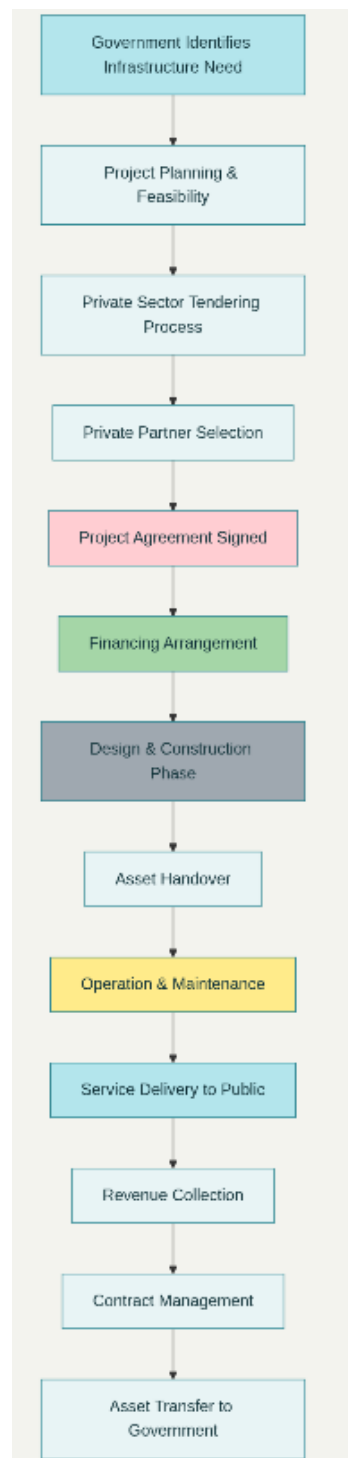 Government Identifies
Infrastructure Need
Project Planning &
Feasibility
Private Sector Tendering
Process
Private Partner Selection
Project Agreement Signed
Financing Arrangement
Design & Construction
Phase
Asset Handover
Operation & Maintenance
Service Delivery to Public
Revenue Collection
Contract Management
Asset Transfer to
Government